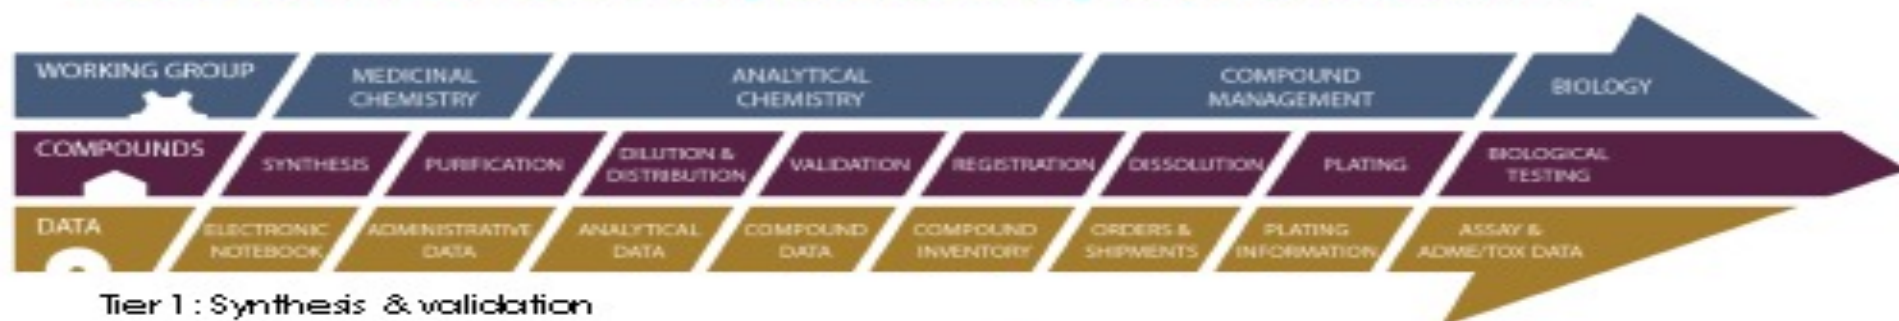 WORKING GROUP
MEDICINAL
CHEMISTRY
ANALYTICAL
CHEMISTRY
COMPOUND
MANAGEMENT
BIOLOGY
COMPOUNDS
SYNTHESIS
PURIFICATION
DILUTION &
DISTRIBUTION
VALIDATION
REGISTRATION
DISSOLUTION
PLATING
BIOLOGICAL
TESTING
DATA
ELECTRONIC
NOTEBOOK
ADMINISTRATIVE
DATA
ANALYTICAL
DATA
COMPOUND
DATA
COMPOUND
INVENTORY
ORDERS &
SHIPMENTS
PLATING
INFORMATION
ASSAY &
ADME/TOX DATA
Tier 1: Synthesis & validation